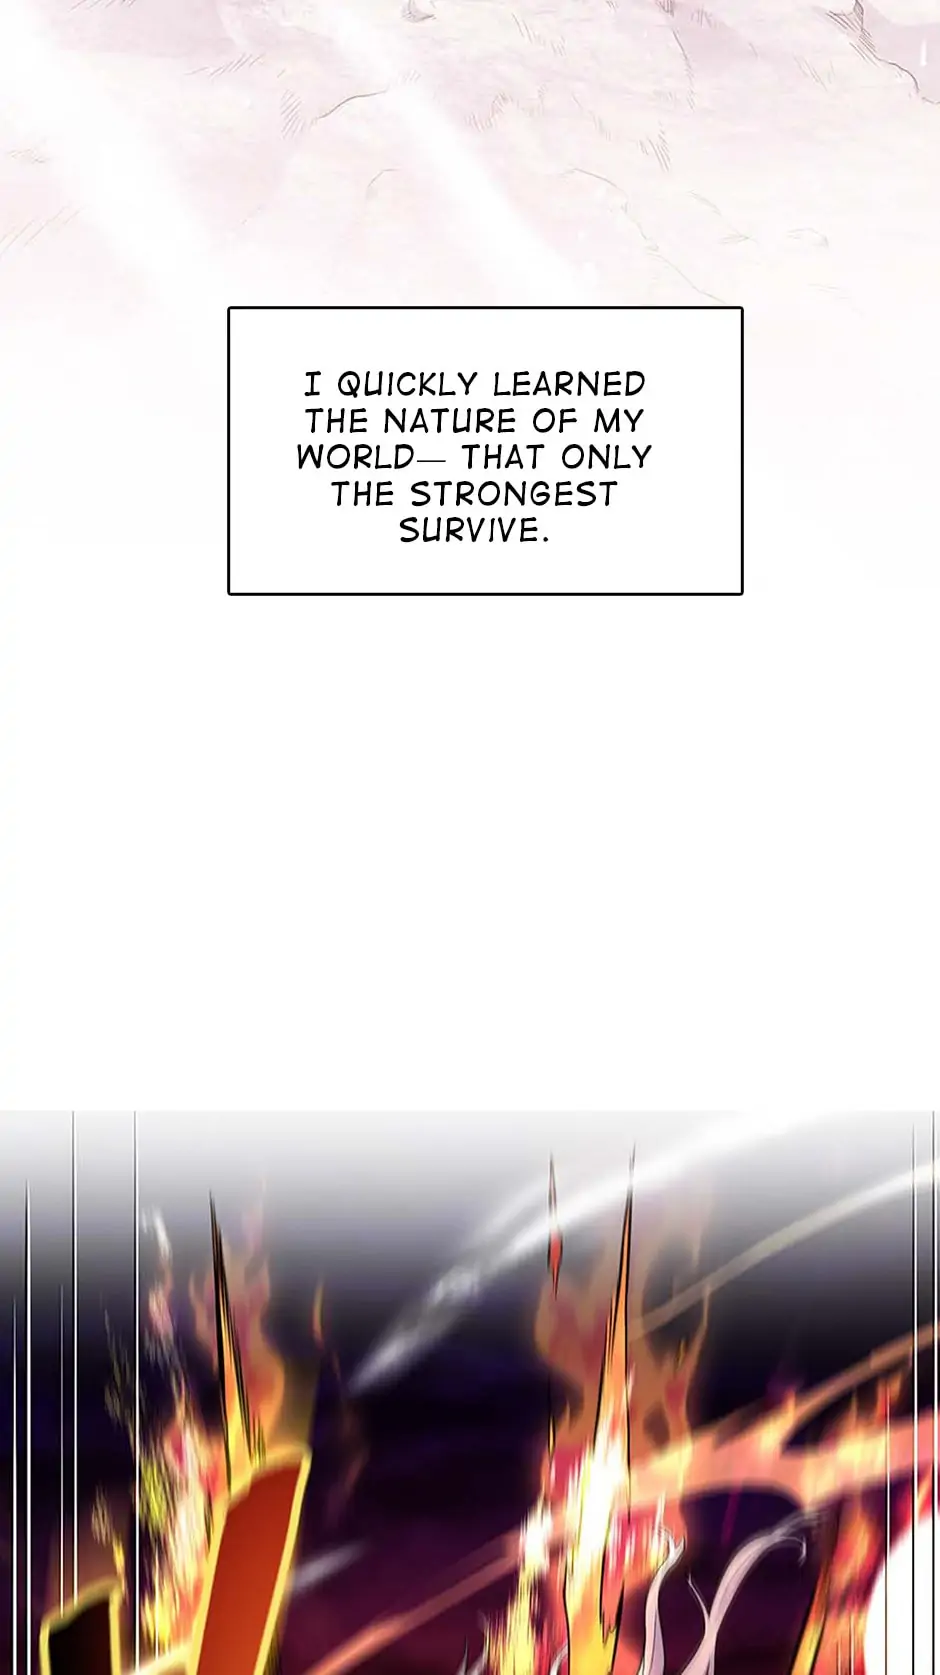 I QUICKLY LEARNED
THE NATURE OF MY
WORLD— THAT ONLY
THE STRONGEST
SURVIVE.